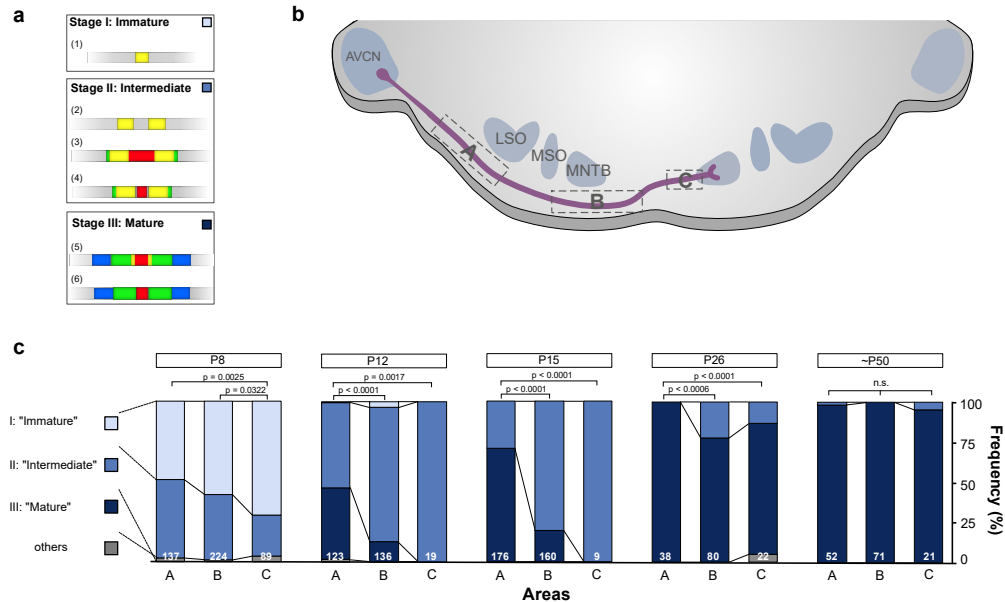 a
Stage I: Immature
(1)
Stage II: Intermediate
(2)
(3)
(4)
Stage III: Mature
(5)
(6)
b
AVCN
LSO
MSO
MNTB
A
B
C
c
P8
P12
P15
P26
~P50
p = 0.0025
p = 0.0322
p = 0.0017
p < 0.0001
p < 0.0001
p < 0.0001
p < 0.0001
p < 0.0006
n.s.
I: "Immature"
II: "Intermediate"
III: "Mature"
others
137 224 89
123 136 19
176 160 9
38 80 22
52 71 21
100
75
50
25
0
Frequency (%)
A B C
A B C
A B C
A B C
A B C
Areas